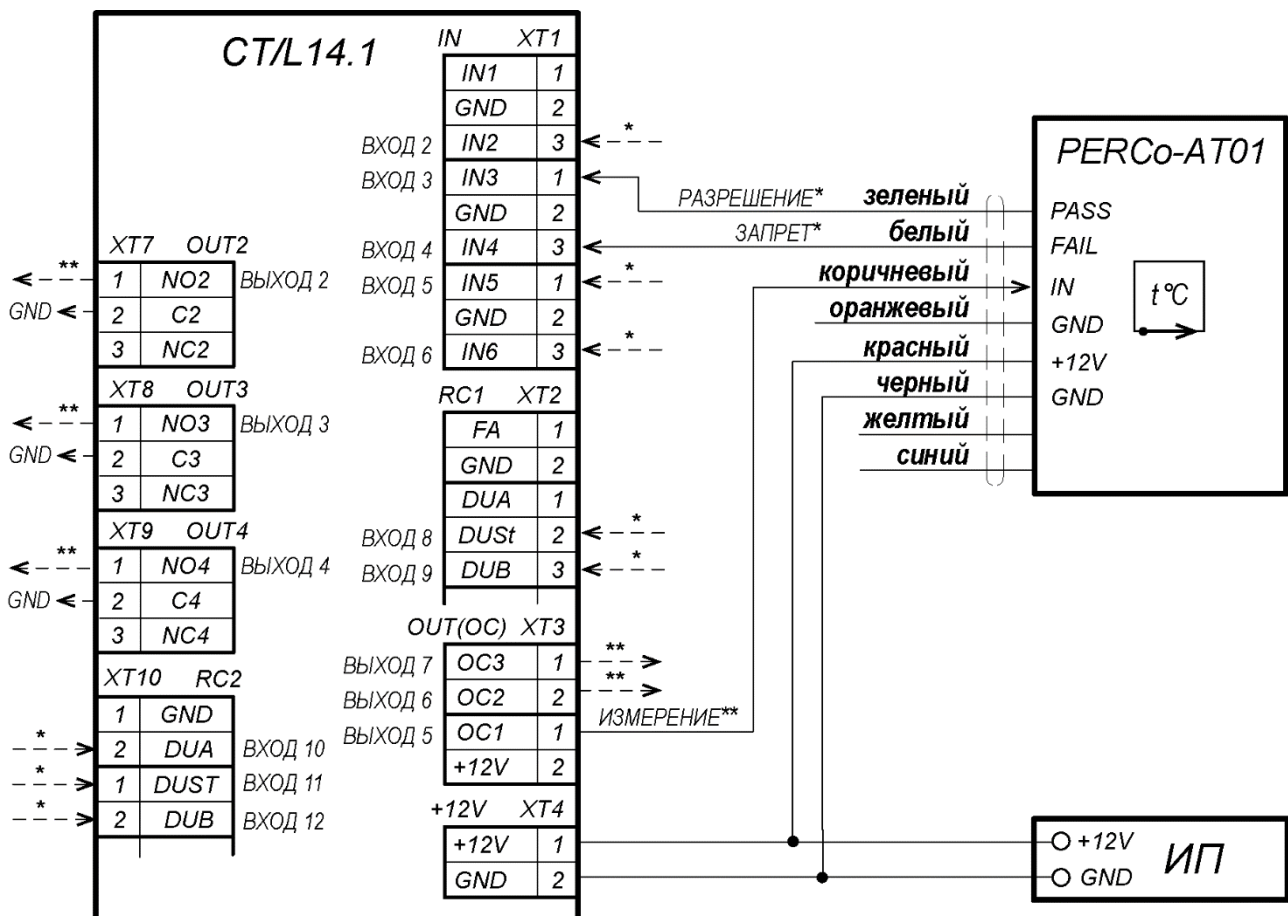 CT/L14.1
IN XT1
IN1 1
GND 2
ВХОД 2 IN2 3 *
ВХОД 3 IN3 1
GND 2
ВХОД 4 IN4 3
ВХОД 5 IN5 1 *
GND 2
ВХОД 6 IN6 3 *
RC1 XT2
FA 1
GND 2
DUA 1
ВХОД 8 DUSt 2 *
ВХОД 9 DUB 3 *
OUT(OC) XT3
ВЫХОД 7 OC3 1 **
ВЫХОД 6 OC2 2 **
ВЫХОД 5 OC1 1
+12V 2
+12V XT4
+12V 1
GND 2
XT7 OUT2
** 1 NO2 ВЫХОД 2
GND 2 C2
3 NC2
XT8 OUT3
** 1 NO3 ВЫХОД 3
GND 2 C3
3 NC3
XT9 OUT4
** 1 NO4 ВЫХОД 4
GND 2 C4
3 NC4
XT10 RC2
1 GND
* 2 DUA ВХОД 10
* 1 DUST ВХОД 11
* 2 DUB ВХОД 12
РАЗРЕШЕНИЕ* зеленый
ЗАПРЕТ* белый
коричневый
оранжевый
красный
черный
желтый
синий
ИЗМЕРЕНИЕ**
PERCo-AT01
PASS
FAIL
IN
GND
+12V
GND
t°C
+12V
GND
ИП